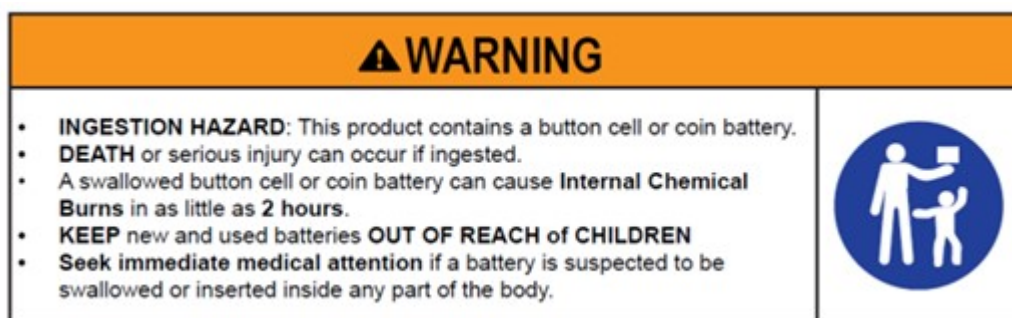 ⚠WARNING
• INGESTION HAZARD: This product contains a button cell or coin battery.
• DEATH or serious injury can occur if ingested.
• A swallowed button cell or coin battery can cause Internal Chemical
Burns in as little as 2 hours.
• KEEP new and used batteries OUT OF REACH of CHILDREN
• Seek immediate medical attention if a battery is suspected to be
swallowed or inserted inside any part of the body.